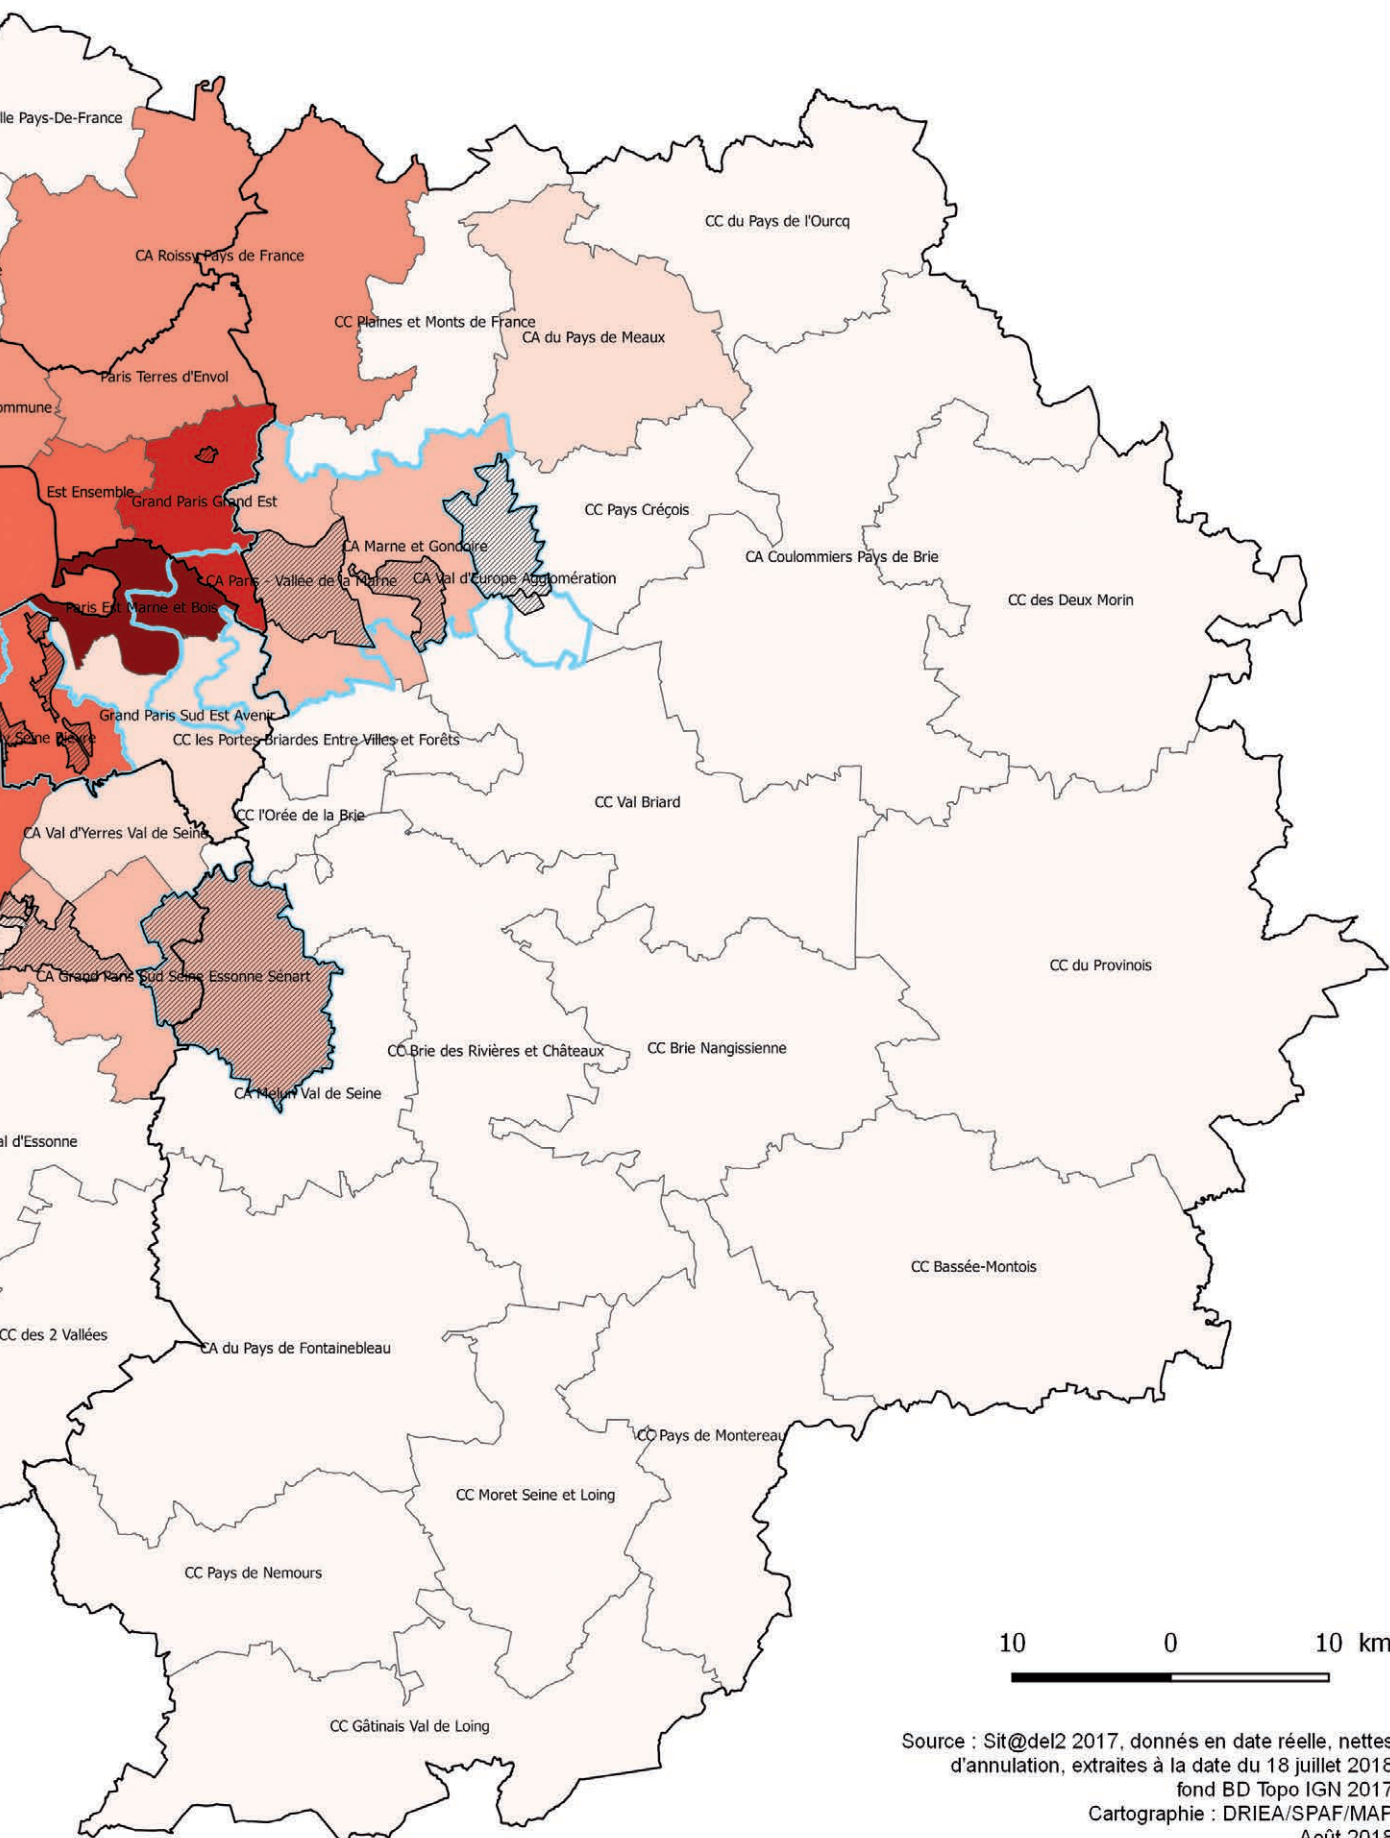 lle Pays-De-France
CC du Pays de l'Ourcq
CA Roissy Pays de France
CC Plaines et Monts de France
CA du Pays de Meaux
Paris Terres d'Envol
ommune
Est Ensemble
Grand Paris Grand Est
CC Pays Créçois
CA Marne et Gondoire
CA Coulommiers Pays de Brie
CA Paris - Vallée de la Marne
CA Val d'Europe Agglomération
CC des Deux Morin
Paris Est Marne et Bois
Grand Paris Sud Est Avenir
y Seine Bièvre
CC les Portes Briardes Entre Villes et Forêts
CC Val Briard
CC l'Orée de la Brie
CA Val d'Yerres Val de Seine
CC du Provinois
CA Grand Paris Sud Seine Essonne Sénart
CC Brie des Rivières et Châteaux
CC Brie Nangissienne
CA Melun Val de Seine
al d'Essonne
CC Bassée-Montois
CC des 2 Vallées
CA du Pays de Fontainebleau
CC Pays de Montereau
CC Moret Seine et Loing
CC Pays de Nemours
10 0 10 km
CC Gâtinais Val de Loing
Source : Sit@del2 2017, donnés en date réelle, nettes
d'annulation, extraites à la date du 18 juillet 2018
fond BD Topo IGN 2017
Cartographie : DRIEA/SPAF/MAP
Août 2018